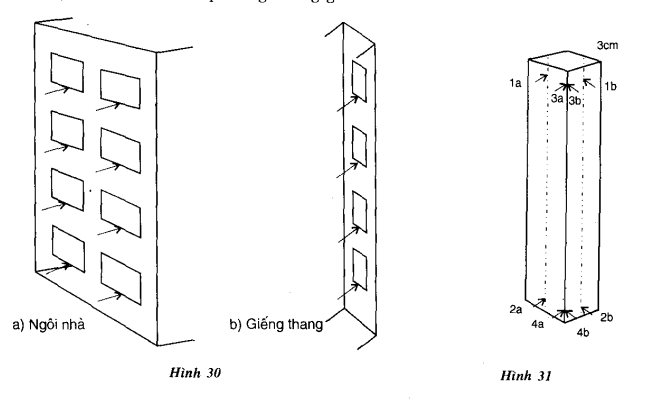 3cm
1a
3a
3b
1b
2a
4a
4b
2b
a) Ngôi nhà
b) Giếng thang
Hình 30
Hình 31